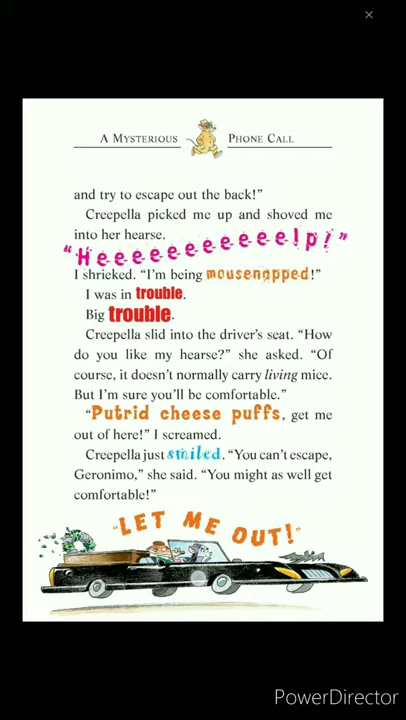 A MYSTERIOUS PHONE CALL
and try to escape out the back!”
Creepella picked me up and shoved me
into her hearse.
“Heeeeeeeeeeelp!”
I shrieked. “I’m being mousenapped!”
I was in trouble.
Big trouble.
Creepella slid into the driver’s seat. “How
do you like my hearse?” she asked. “Of
course, it doesn’t normally carry living mice.
But I’m sure you’ll be comfortable.”
“Putrid cheese puffs, get me
out of here!” I screamed.
Creepella just smiled. “You can’t escape,
Geronimo,” she said. “You might as well get
comfortable!”
“LET ME OUT!”
PowerDirector